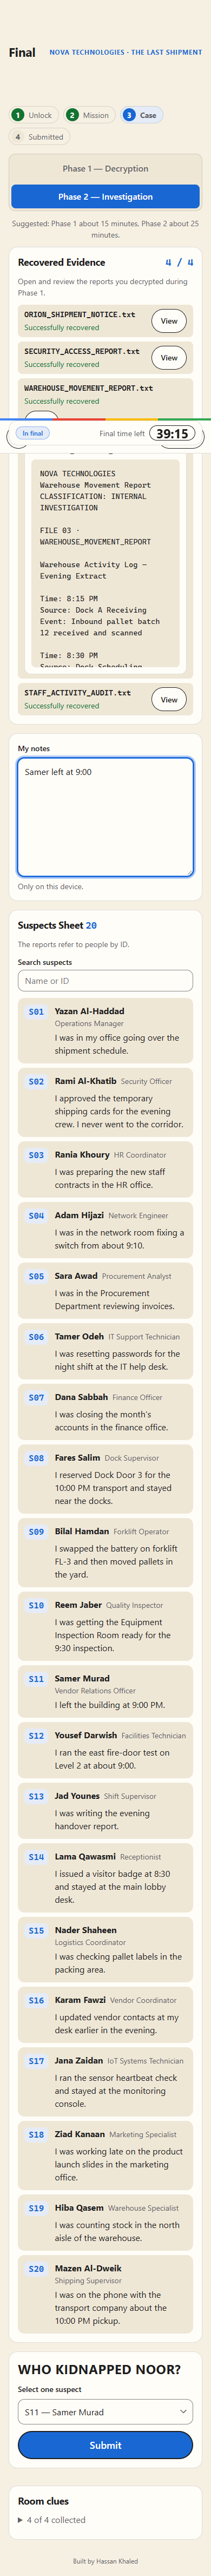 Final
NOVA TECHNOLOGIES · THE LAST SHIPMENT
1 Unlock
2 Mission
3 Case
4 Submitted
Phase 1 — Decryption
Phase 2 — Investigation
Suggested: Phase 1 about 15 minutes, Phase 2 about 25
minutes.
Recovered Evidence
4 / 4
Open and review the reports you decrypted during
Phase 1.
ORION_SHIPMENT_NOTICE.txt
Successfully recovered
View
SECURITY_ACCESS_REPORT.txt
Successfully recovered
View
WAREHOUSE_MOVEMENT_REPORT.txt
Successfully recovered
In final
Final time left
39:15
NOVA TECHNOLOGIES
Warehouse Movement Report
CLASSIFICATION: INTERNAL
INVESTIGATION
FILE 03 ·
WAREHOUSE_MOVEMENT_REPORT
Warehouse Activity Log —
Evening Extract
Time: 8:15 PM
Source: Dock A Receiving
Event: Inbound pallet batch
12 received and scanned
Time: 8:30 PM
Source: Dock Scheduling
STAFF_ACTIVITY_AUDIT.txt
Successfully recovered
View
My notes
Samer left at 9:00
Only on this device.
Suspects Sheet 20
The reports refer to people by ID.
Search suspects
Name or ID
S01 Yazan Al-Haddad
Operations Manager
I was in my office going over the
shipment schedule.
S02 Rami Al-Khatib Security Officer
I approved the temporary
shipping cards for the evening
crew. I never went to the corridor.
S03 Rania Khoury HR Coordinator
I was preparing the new staff
contracts in the HR office.
S04 Adam Hijazi Network Engineer
I was in the network room fixing a
switch from about 9:10.
S05 Sara Awad Procurement Analyst
I was in the Procurement
Department reviewing invoices.
S06 Tamer Odeh IT Support Technician
I was resetting passwords for the
night shift at the IT help desk.
S07 Dana Sabbah Finance Officer
I was closing the month's
accounts in the finance office.
S08 Fares Salim Dock Supervisor
I reserved Dock Door 3 for the
10:00 PM transport and stayed
near the docks.
S09 Bilal Hamdan Forklift Operator
I swapped the battery on forklift
FL-3 and then moved pallets in
the yard.
S10 Reem Jaber Quality Inspector
I was getting the Equipment
Inspection Room ready for the
9:30 inspection.
S11 Samer Murad
Vendor Relations Officer
I left the building at 9:00 PM.
S12 Yousef Darwish Facilities Technician
I ran the east fire-door test on
Level 2 at about 9:00.
S13 Jad Younes Shift Supervisor
I was writing the evening
handover report.
S14 Lama Qawasmi Receptionist
I issued a visitor badge at 8:30
and stayed at the main lobby
desk.
S15 Nader Shaheen
Logistics Coordinator
I was checking pallet labels in the
packing area.
S16 Karam Fawzi Vendor Coordinator
I updated vendor contacts at my
desk earlier in the evening.
S17 Jana Zaidan IoT Systems Technician
I ran the sensor heartbeat check
and stayed at the monitoring
console.
S18 Ziad Kanaan Marketing Specialist
I was working late on the product
launch slides in the marketing
office.
S19 Hiba Qasem Warehouse Specialist
I was counting stock in the north
aisle of the warehouse.
S20 Mazen Al-Dweik
Shipping Supervisor
I was on the phone with the
transport company about the
10:00 PM pickup.
WHO KIDNAPPED NOOR?
Select one suspect
S11 — Samer Murad
Submit
Room clues
4 of 4 collected
Built by Hassan Khaled